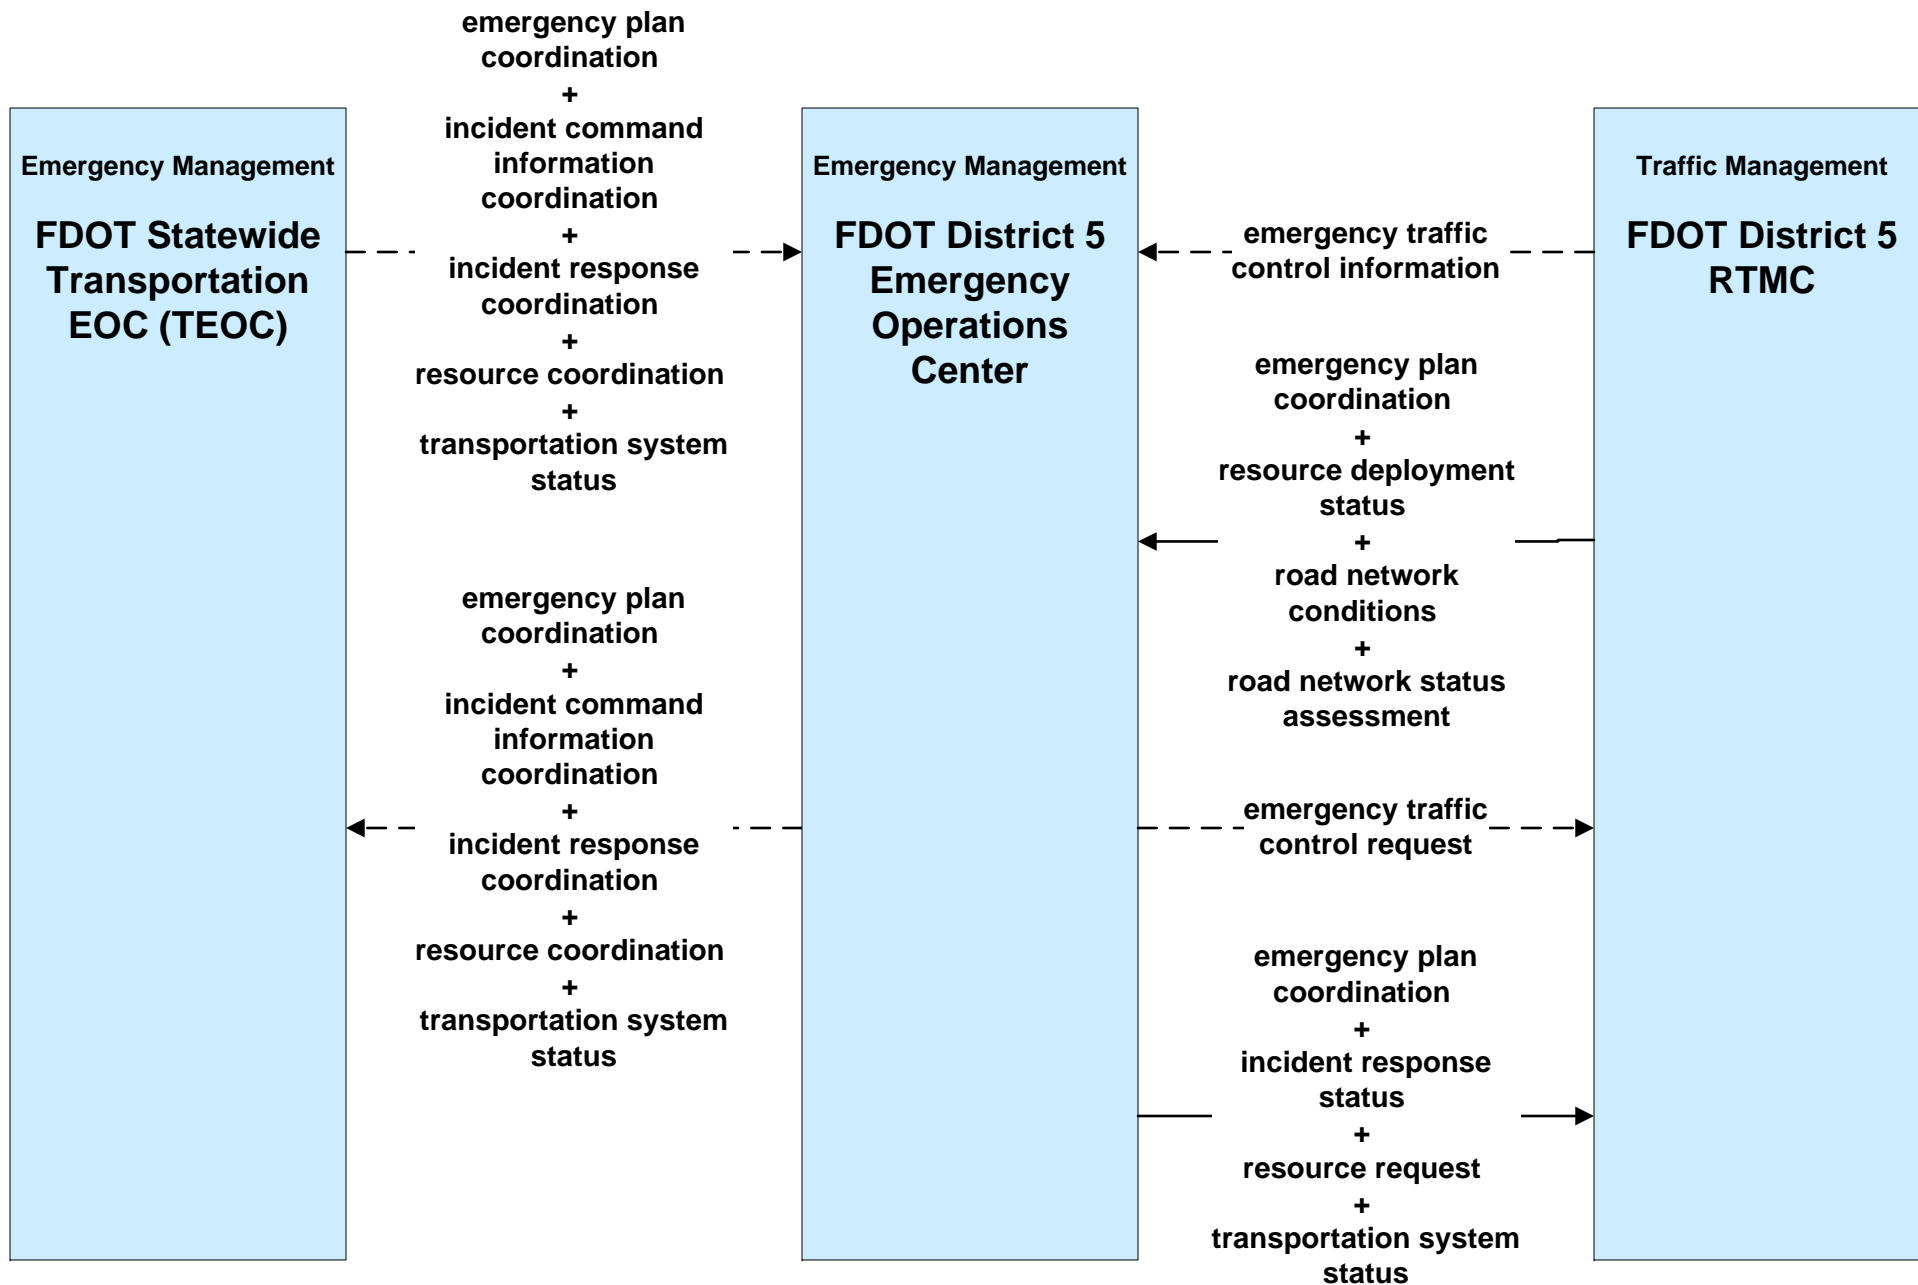 emergency plan
coordination
+
incident command
information
coordination
+
incident response
coordination
+
resource coordination
+
transportation system
status
Emergency Management
FDOT Statewide
Transportation
EOC (TEOC)
emergency plan
coordination
+
incident command
information
coordination
+
incident response
coordination
+
resource coordination
+
transportation system
status
Emergency Management
FDOT District 5
Emergency
Operations
Center
emergency traffic
control information
emergency plan
coordination
+
resource deployment
status
+
road network
conditions
+
road network status
assessment
emergency traffic
control request
emergency plan
coordination
+
incident response
status
+
resource request
+
transportation system
status
Traffic Management
FDOT District 5
RTMC